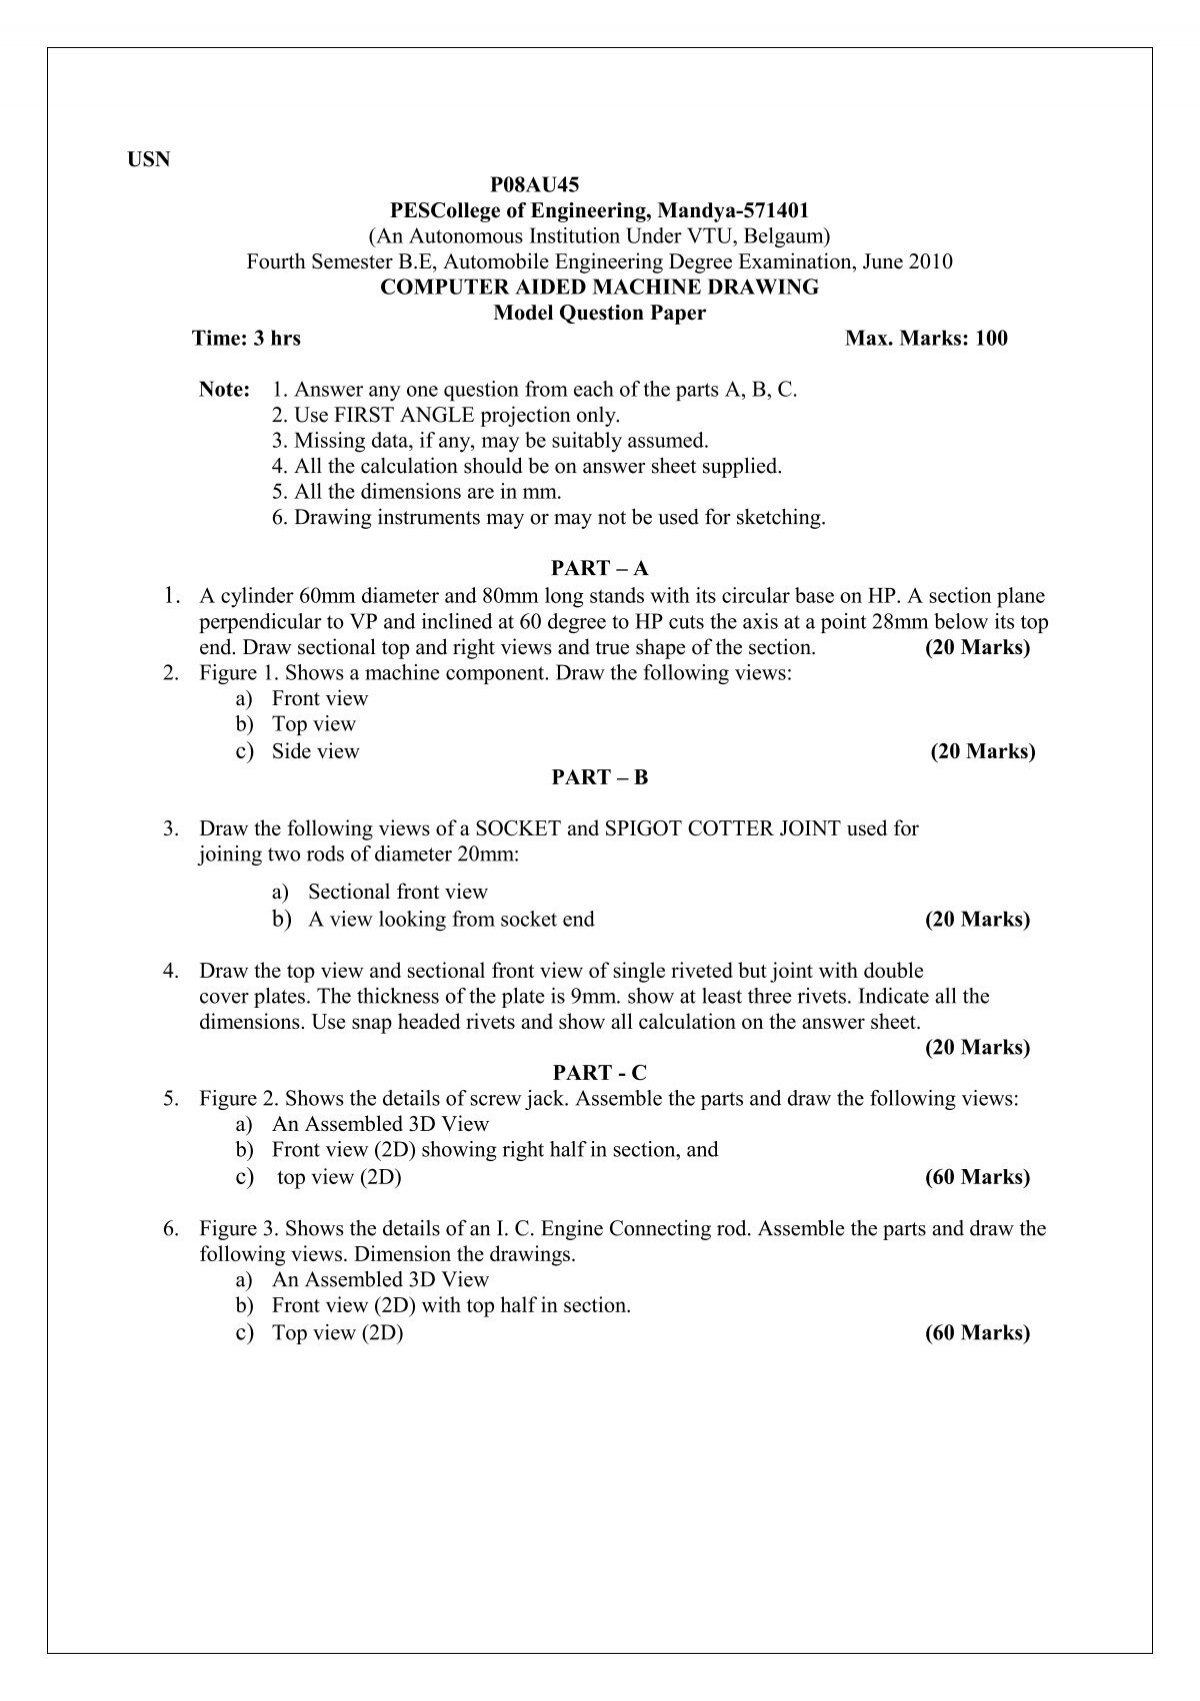 USN
P08AU45
PESCollege of Engineering, Mandya-571401
(An Autonomous Institution Under VTU, Belgaum)
Fourth Semester B.E, Automobile Engineering Degree Examination, June 2010
COMPUTER AIDED MACHINE DRAWING
Model Question Paper
Time: 3 hrs Max. Marks: 100
Note: 1. Answer any one question from each of the parts A, B, C.
2. Use FIRST ANGLE projection only.
3. Missing data, if any, may be suitably assumed.
4. All the calculation should be on answer sheet supplied.
5. All the dimensions are in mm.
6. Drawing instruments may or may not be used for sketching.
PART – A
1. A cylinder 60mm diameter and 80mm long stands with its circular base on HP. A section plane
perpendicular to VP and inclined at 60 degree to HP cuts the axis at a point 28mm below its top
end. Draw sectional top and right views and true shape of the section. (20 Marks)
2. Figure 1. Shows a machine component. Draw the following views:
a) Front view
b) Top view
c) Side view (20 Marks)
PART – B
3. Draw the following views of a SOCKET and SPIGOT COTTER JOINT used for
joining two rods of diameter 20mm:
a) Sectional front view
b) A view looking from socket end (20 Marks)
4. Draw the top view and sectional front view of single riveted but joint with double
cover plates. The thickness of the plate is 9mm. show at least three rivets. Indicate all the
dimensions. Use snap headed rivets and show all calculation on the answer sheet.
(20 Marks)
PART - C
5. Figure 2. Shows the details of screw jack. Assemble the parts and draw the following views:
a) An Assembled 3D View
b) Front view (2D) showing right half in section, and
c) top view (2D) (60 Marks)
6. Figure 3. Shows the details of an I. C. Engine Connecting rod. Assemble the parts and draw the
following views. Dimension the drawings.
a) An Assembled 3D View
b) Front view (2D) with top half in section.
c) Top view (2D) (60 Marks)